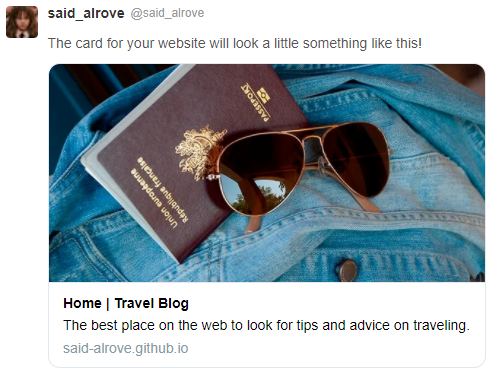 said_alrove @said_alrove
The card for your website will look a little something like this!
PASSEPORT
Union européenne
République française
Home | Travel Blog
The best place on the web to look for tips and advice on traveling.
said-alrove.github.io